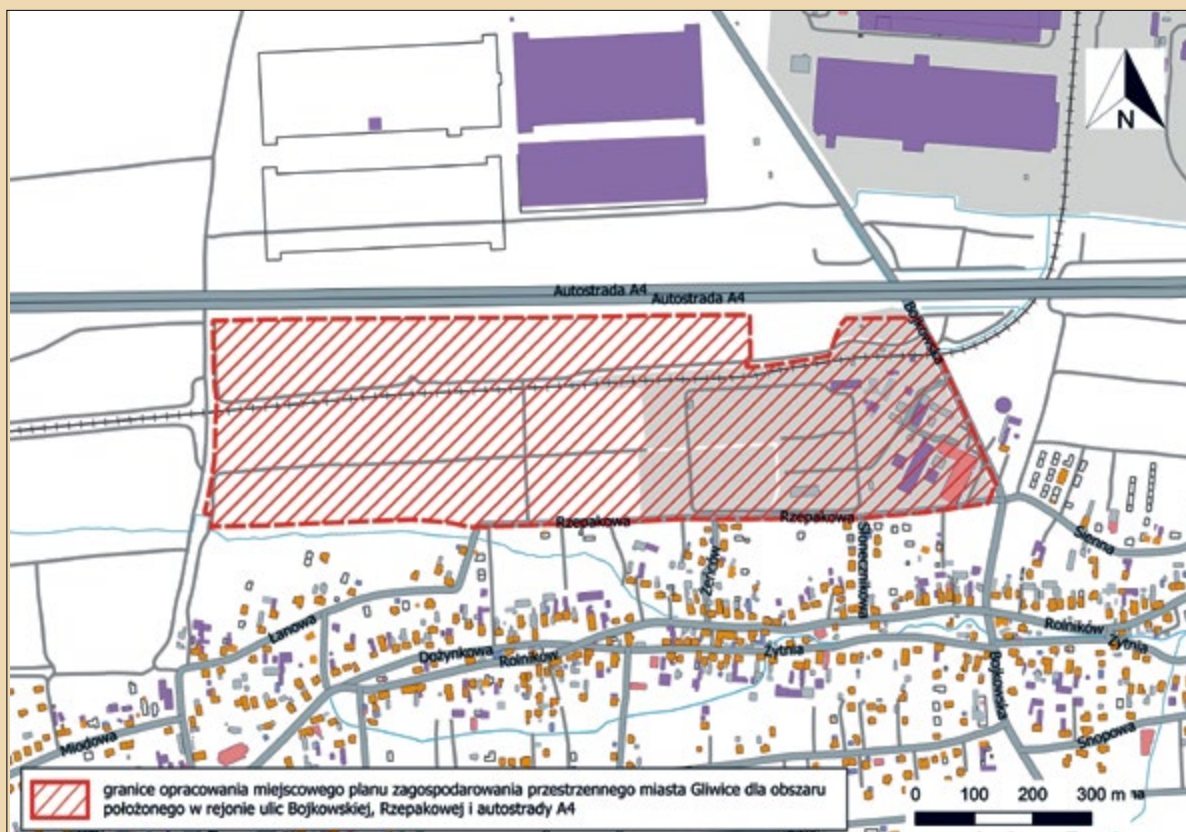 N
Autostrada A4
Autostrada A4
Bojkowska
Rzepakowa
Rzepakowa
Słonecznikowa
Żeńców
Sienna
Łanowa
Dożynkowa
Rolników
Żytnia
Rolników
Żytnia
Bojkowska
Miodowa
Snopowa
granice opracowania miejscowego planu zagospodarowania przestrzennego miasta Gliwice dla obszaru
położonego w rejonie ulic Bojkowskiej, Rzepakowej i autostrady A4
0 100 200 300 m